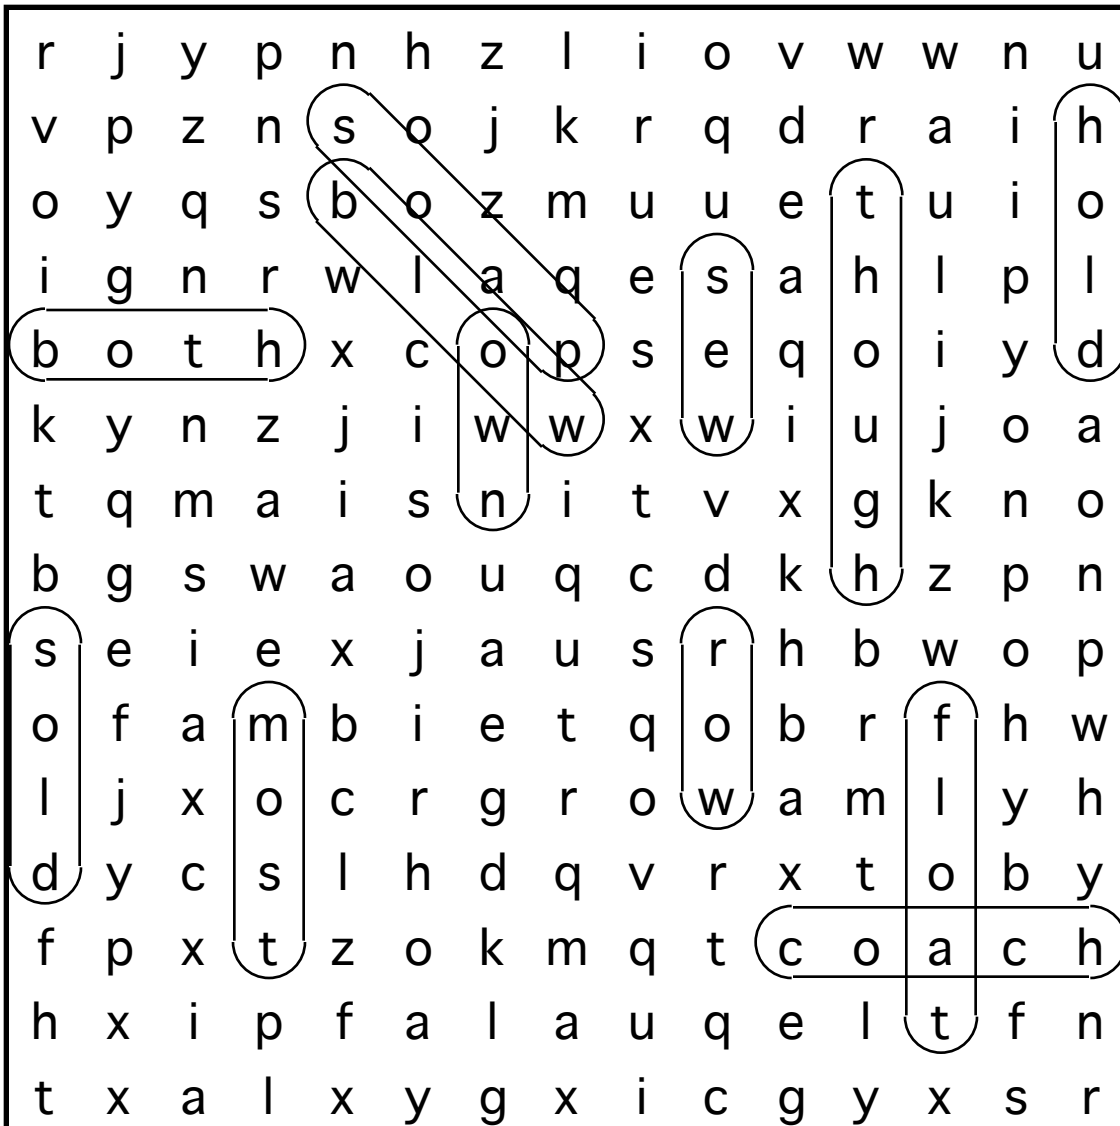 r j y p n h z l i o v w w n u
v p z n s o j k r q d r a i h
o y q s b o z m u u e t u i o
i g n r w l a q e s a h l p l
b o t h x c o p s e q o i y d
k y n z j i w w x w i u j o a
t q m a i s n i t v x g k n o
b g s w a o u q c d k h z p n
s e i e x j a u s r h b w o p
o f a m b i e t q o b r f h w
l j x o c r g r o w a m l y h
d y c s l h d q v r x t o b y
f p x t z o k m q t c o a c h
h x i p f a l a u q e l t f n
t x a l x y g x i c g y x s r